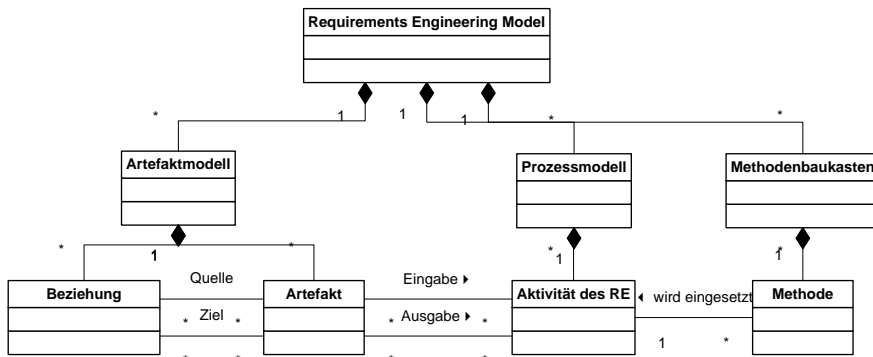 Requirements Engineering Model
* 1 1 1 * *
Artefaktmodell
Prozessmodell
Methodenbaukasten
* 1 * * 1 * 1
Quelle
Eingabe
Beziehung
Artefakt
Aktivität des RE
wird eingesetzt
Methode
Ziel
* *
Ausgabe
* *
1 *
* * * *